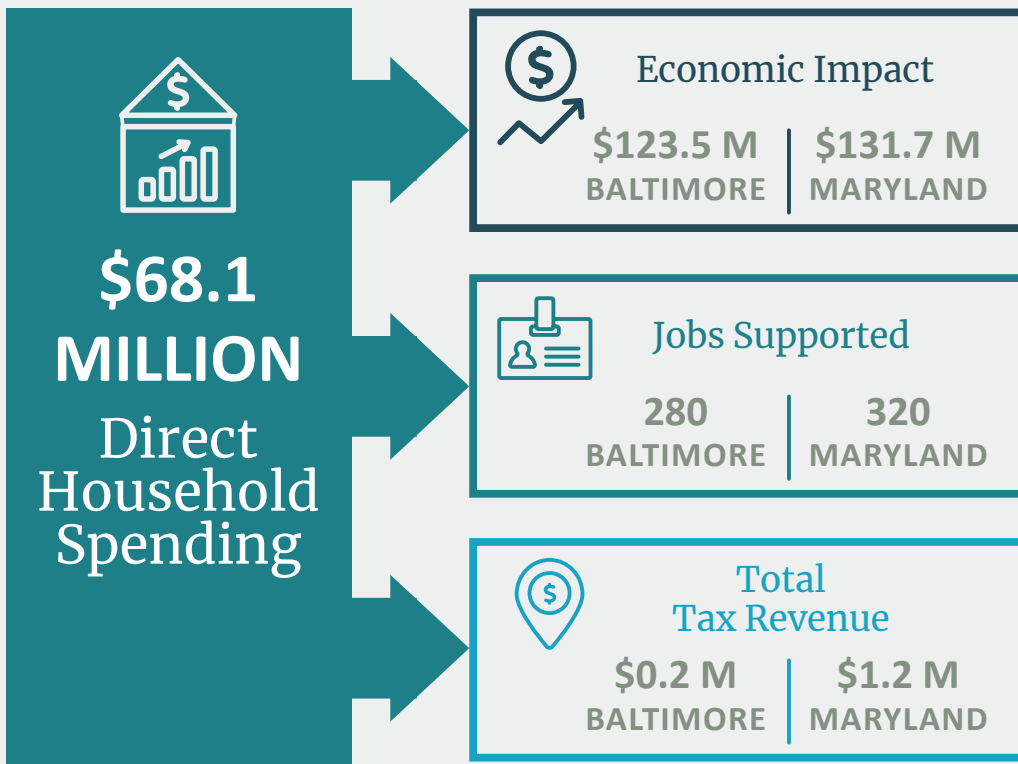 $
$68.1
MILLION
Direct
Household
Spending
$
Economic Impact
$123.5 M
BALTIMORE
$131.7 M
MARYLAND
Jobs Supported
280
BALTIMORE
320
MARYLAND
$
Total
Tax Revenue
$0.2 M
BALTIMORE
$1.2 M
MARYLAND